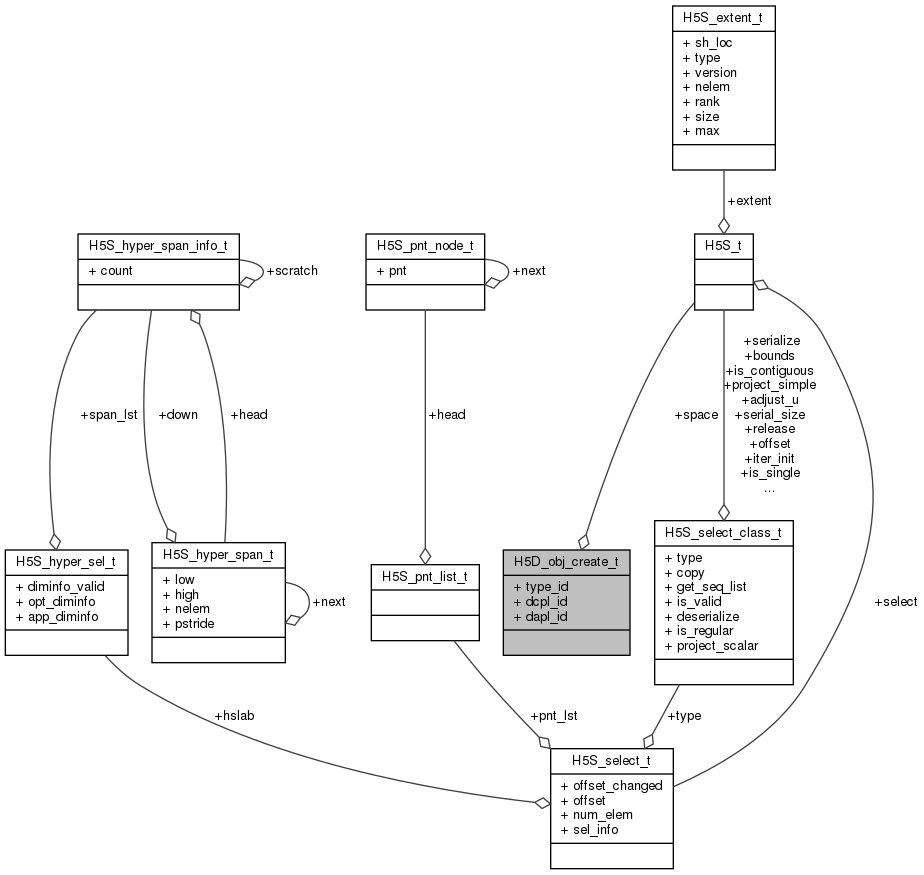 H5S_extent_t
+ sh_loc
+ type
+ version
+ nelem
+ rank
+ size
+ max
+extent
H5S_hyper_span_info_t
+ count
+scratch
H5S_pnt_node_t
+ pnt
+next
H5S_t
+span_lst
+down
+head
+head
+space
+serialize
+bounds
+is_contiguous
+project_simple
+adjust_u
+serial_size
+release
+offset
+iter_init
+is_single
...
+select
H5S_hyper_sel_t
+ diminfo_valid
+ opt_diminfo
+ app_diminfo
H5S_hyper_span_t
+ low
+ high
+ nelem
+ pstride
+next
H5S_pnt_list_t
H5D_obj_create_t
+ type_id
+ dcpl_id
+ dapl_id
H5S_select_class_t
+ type
+ copy
+ get_seq_list
+ is_valid
+ deserialize
+ is_regular
+ project_scalar
+hslab
+pnt_lst
+type
H5S_select_t
+ offset_changed
+ offset
+ num_elem
+ sel_info